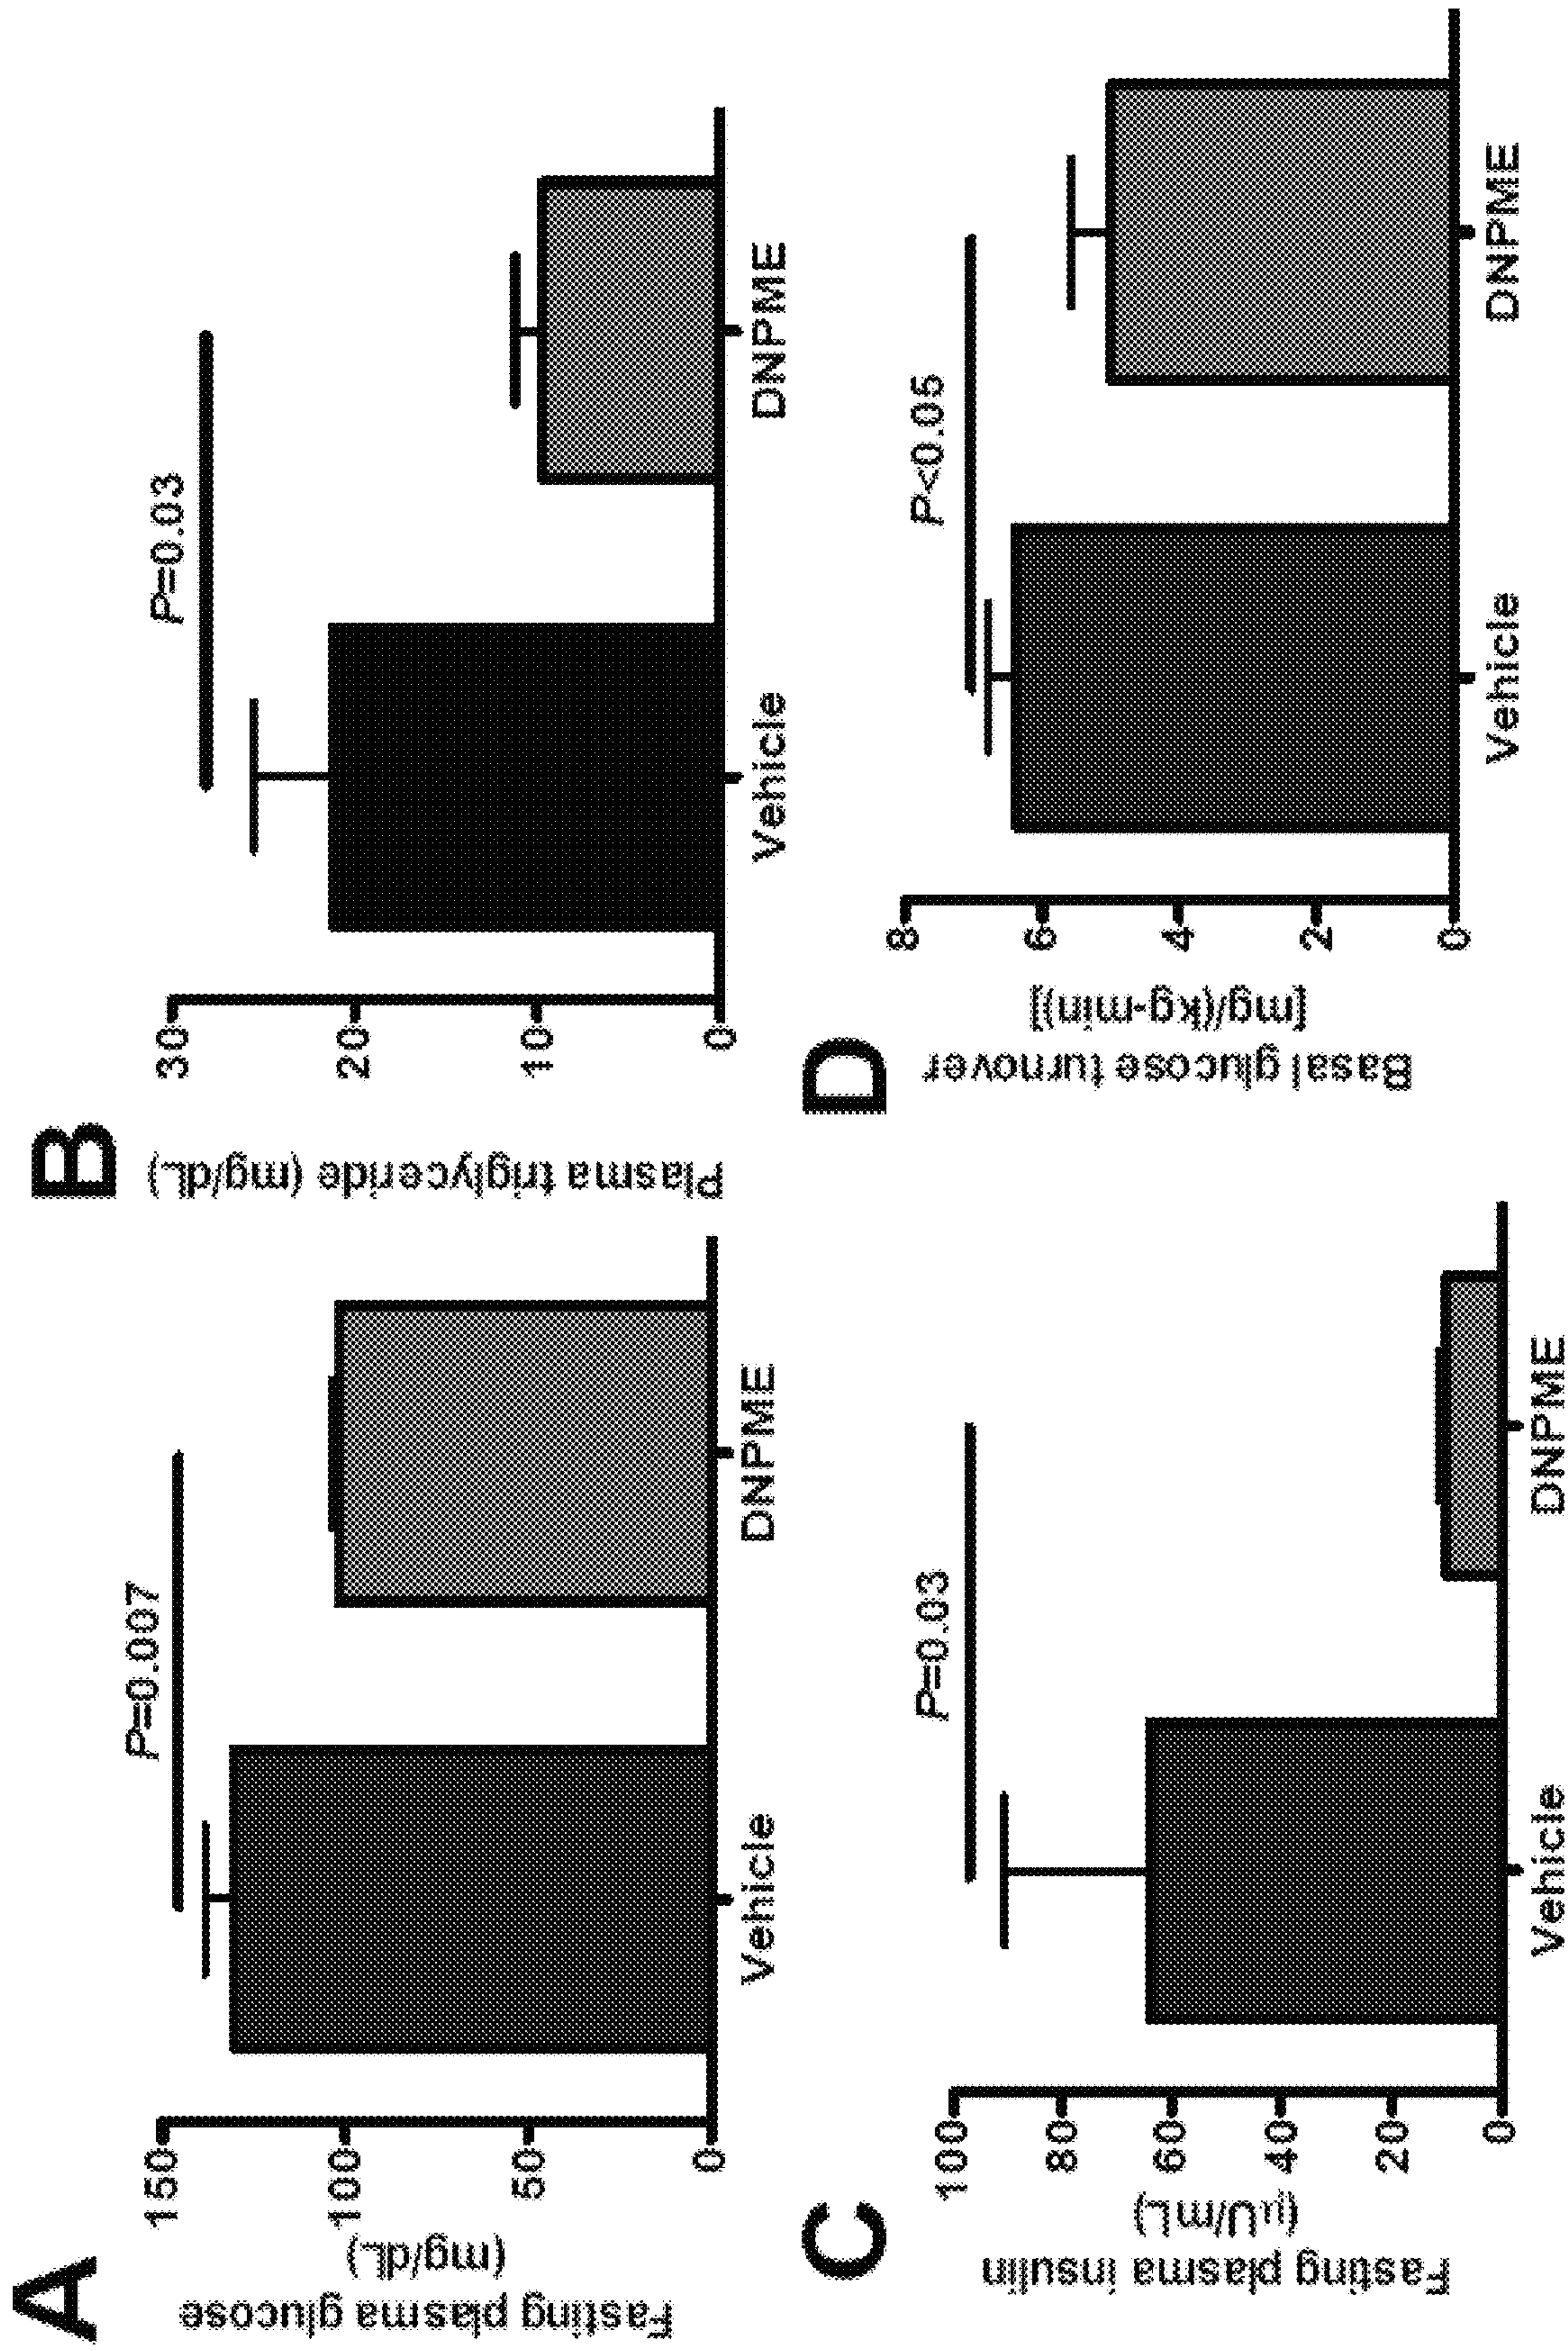 A
Fasting plasma glucose
(mg/dL)
150
100
50
0
P=0.007
Vehicle
DNPME
B
Plasma triglyceride (mg/dL)
30
20
10
0
P=0.03
Vehicle
DNPME
C
Fasting plasma insulin
(µU/mL)
100
80
60
40
20
0
P=0.03
Vehicle
DNPME
D
Basal glucose turnover
[mg/(kg-min)]
8
6
4
2
0
P<0.05
Vehicle
DNPME